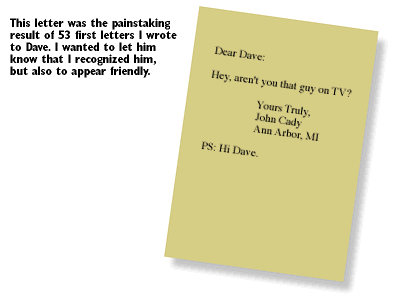 This letter was the painstaking
result of 53 first letters I wrote
to Dave. I wanted to let him
know that I recognized him,
but also to appear friendly.
Dear Dave:
Hey, aren't you that guy on TV?
Yours Truly,
John Cady
Ann Arbor, MI
PS: Hi Dave.